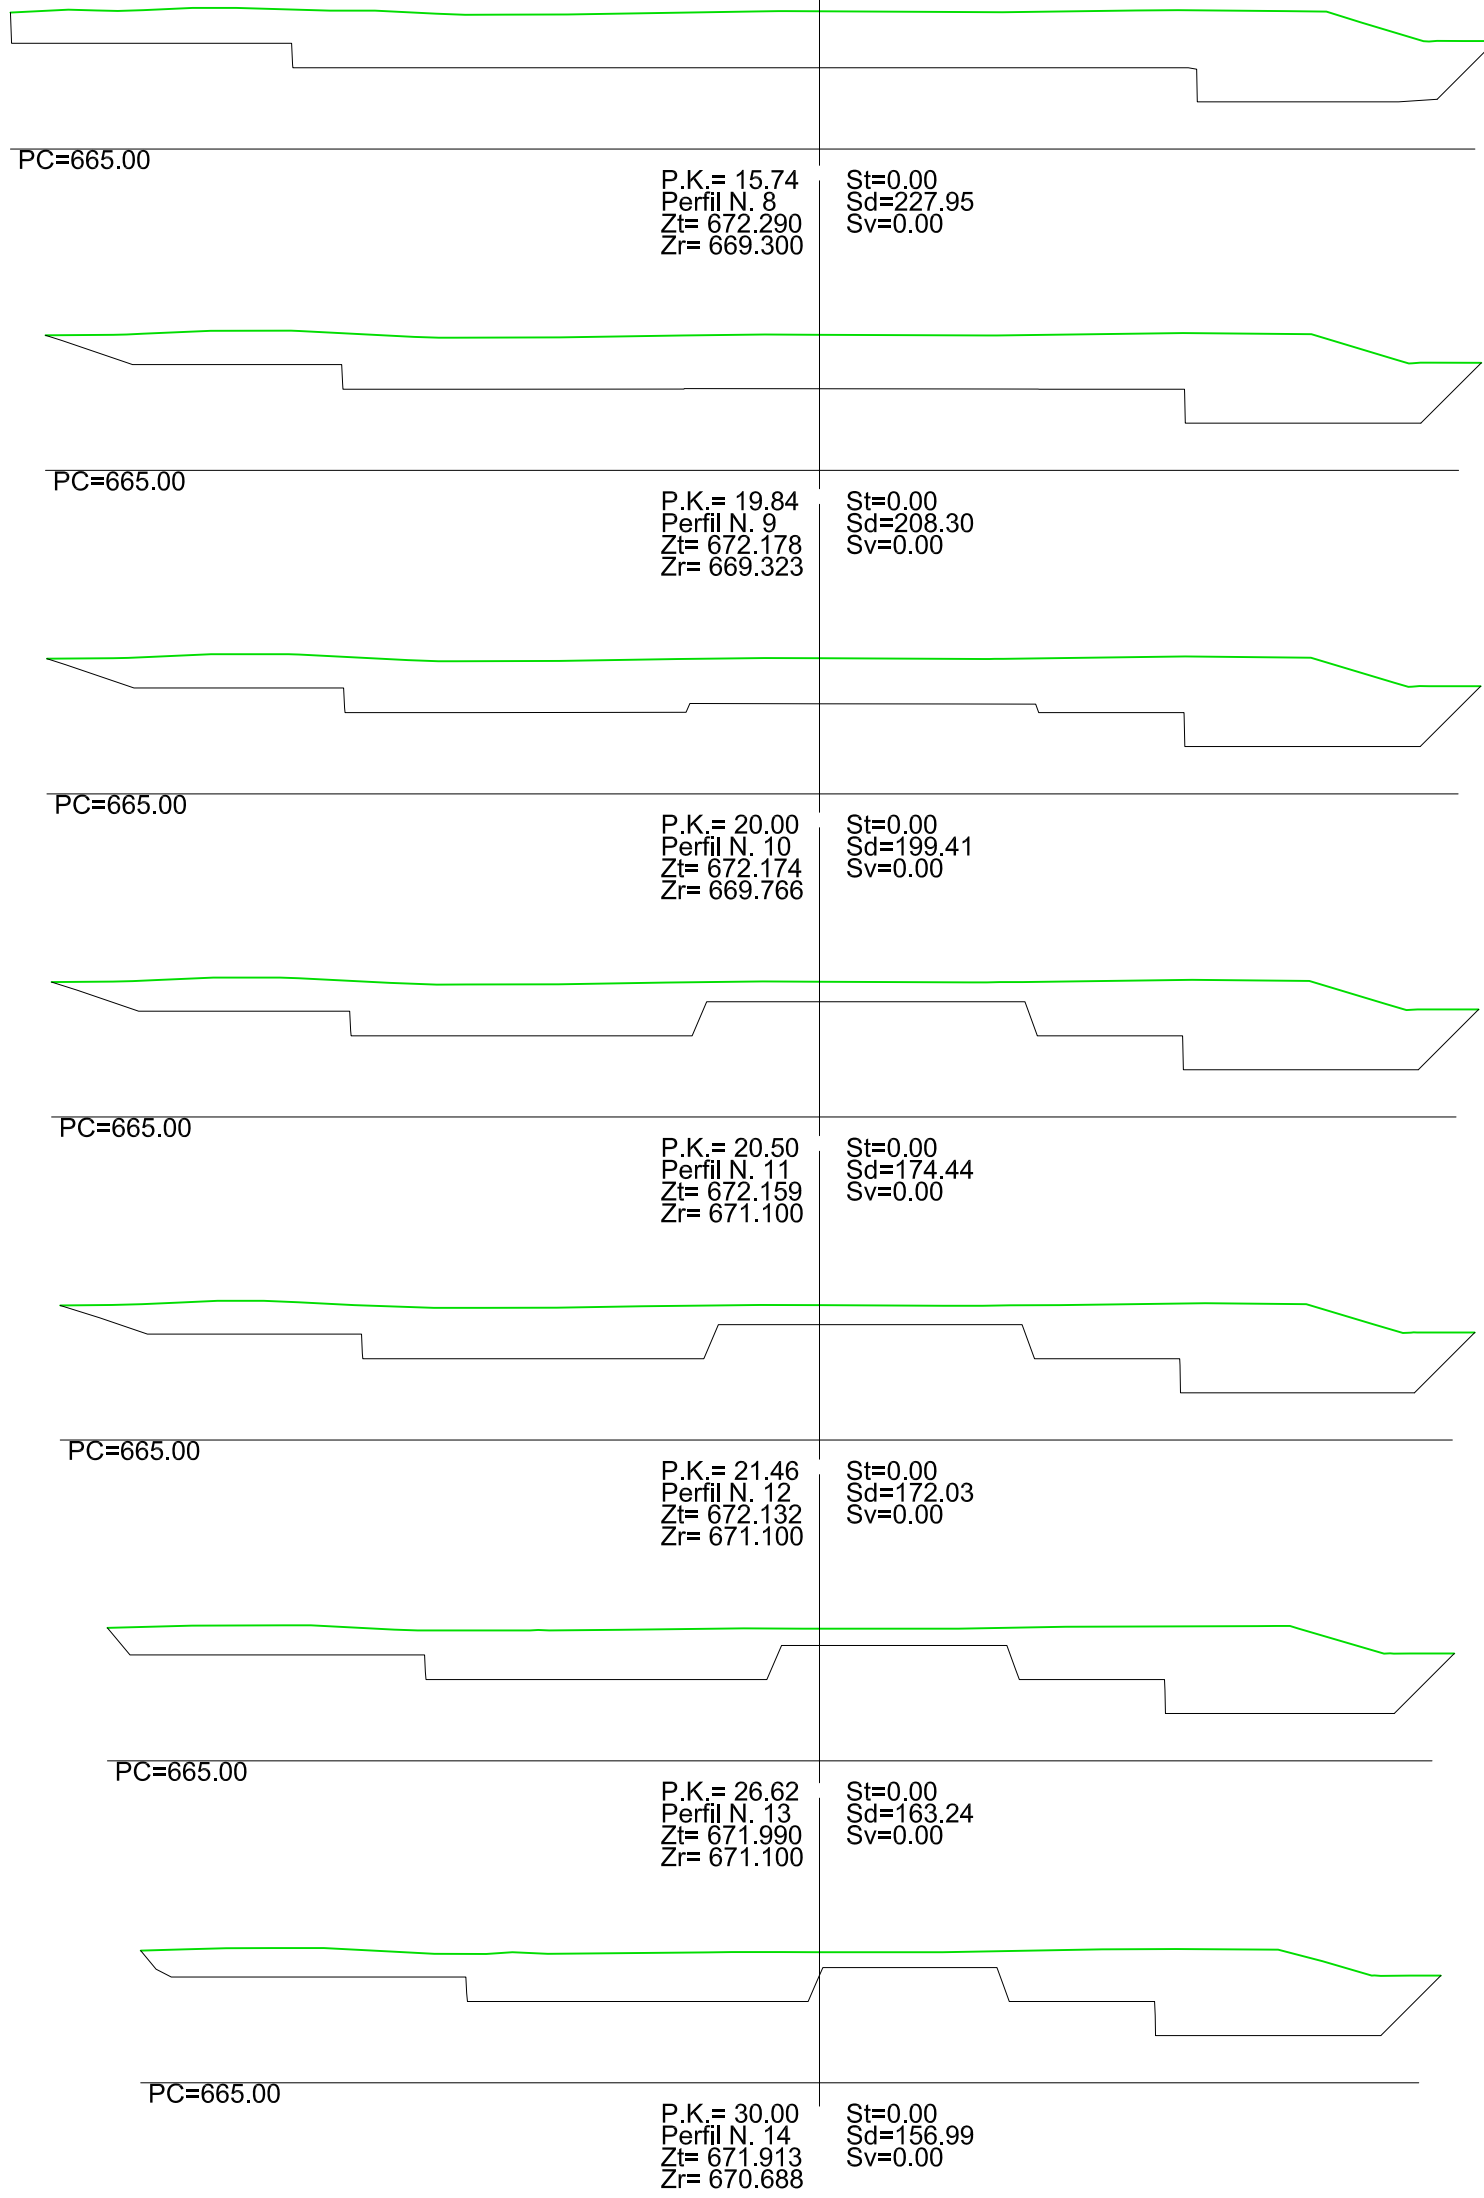 PC=665.00
P.K.= 15.74 St=0.00
Perfil N. 8 Sd=227.95
Zt= 672.290 Sv=0.00
Zr= 669.300
PC=665.00
P.K.= 19.84 St=0.00
Perfil N. 9 Sd=208.30
Zt= 672.178 Sv=0.00
Zr= 669.323
PC=665.00
P.K.= 20.00 St=0.00
Perfil N. 10 Sd=199.41
Zt= 672.174 Sv=0.00
Zr= 669.766
PC=665.00
P.K.= 20.50 St=0.00
Perfil N. 11 Sd=174.44
Zt= 672.159 Sv=0.00
Zr= 671.100
PC=665.00
P.K.= 21.46 St=0.00
Perfil N. 12 Sd=172.03
Zt= 672.132 Sv=0.00
Zr= 671.100
PC=665.00
P.K.= 26.62 St=0.00
Perfil N. 13 Sd=163.24
Zt= 671.990 Sv=0.00
Zr= 671.100
PC=665.00
P.K.= 30.00 St=0.00
Perfil N. 14 Sd=156.99
Zt= 671.913 Sv=0.00
Zr= 670.688